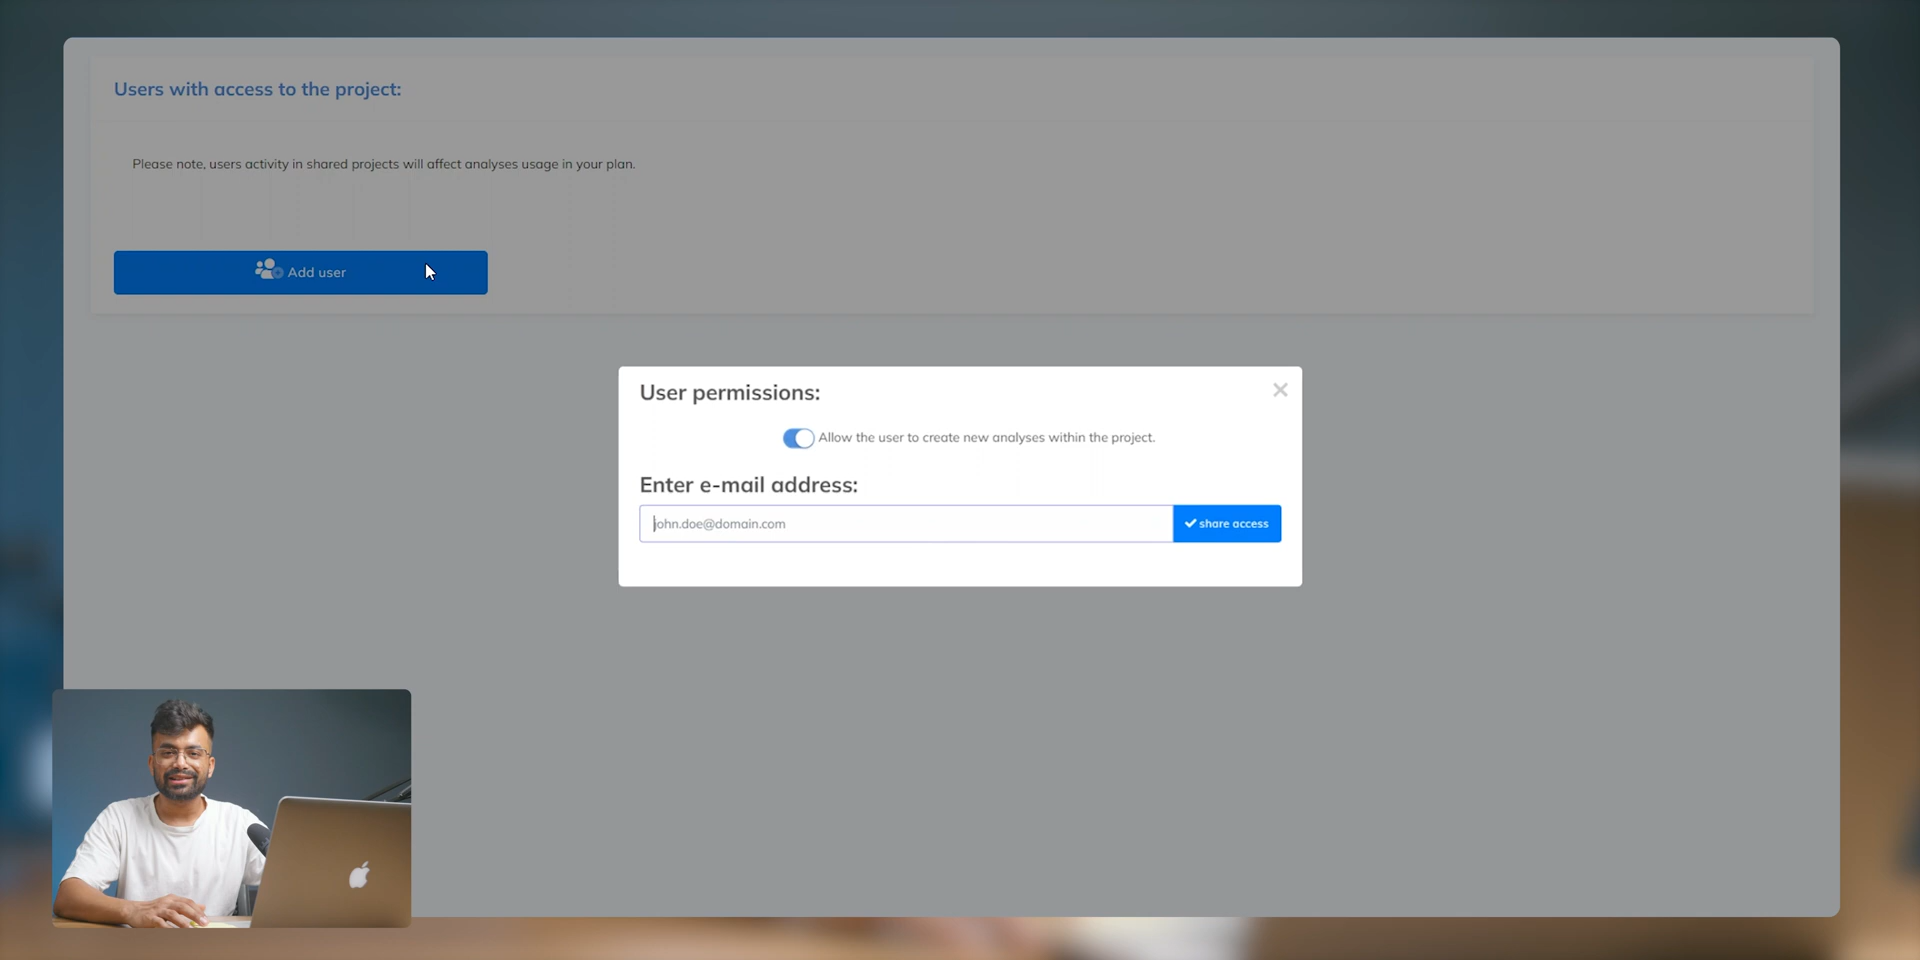 Users with access to the project:
Please note, users activity in shared projects will affect analyses usage in your plan.
Add user
User permissions:
Allow the user to create new analyses within the project.
Enter e-mail address:
john.doe@domain.com
share access